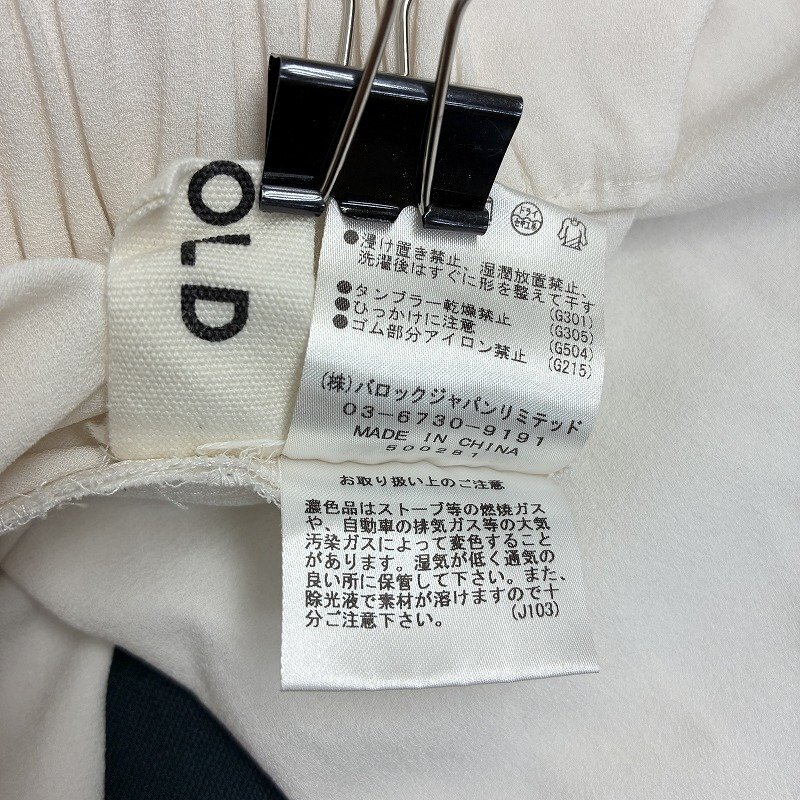 OLD
ドライ
●浸け置き禁止、湿潤放置禁止、
洗濯後はすぐに形を整えて干す
(G301)
●タンブラー乾燥禁止 (G305)
●ひっかけに注意 (G504)
●ゴム部分アイロン禁止 (G215)
(株)バロックジャパンリミテッド
03-6730-9191
MADE IN CHINA
500281
お取り扱い上のご注意
濃色品はストーブ等の燃焼ガス
や、自動車の排気ガス等の大気
汚染ガスによって変色すること
があります。湿気が低く通気の
良い所に保管して下さい。また、
除光液で素材が溶けますので十
分ご注意下さい。 (J103)